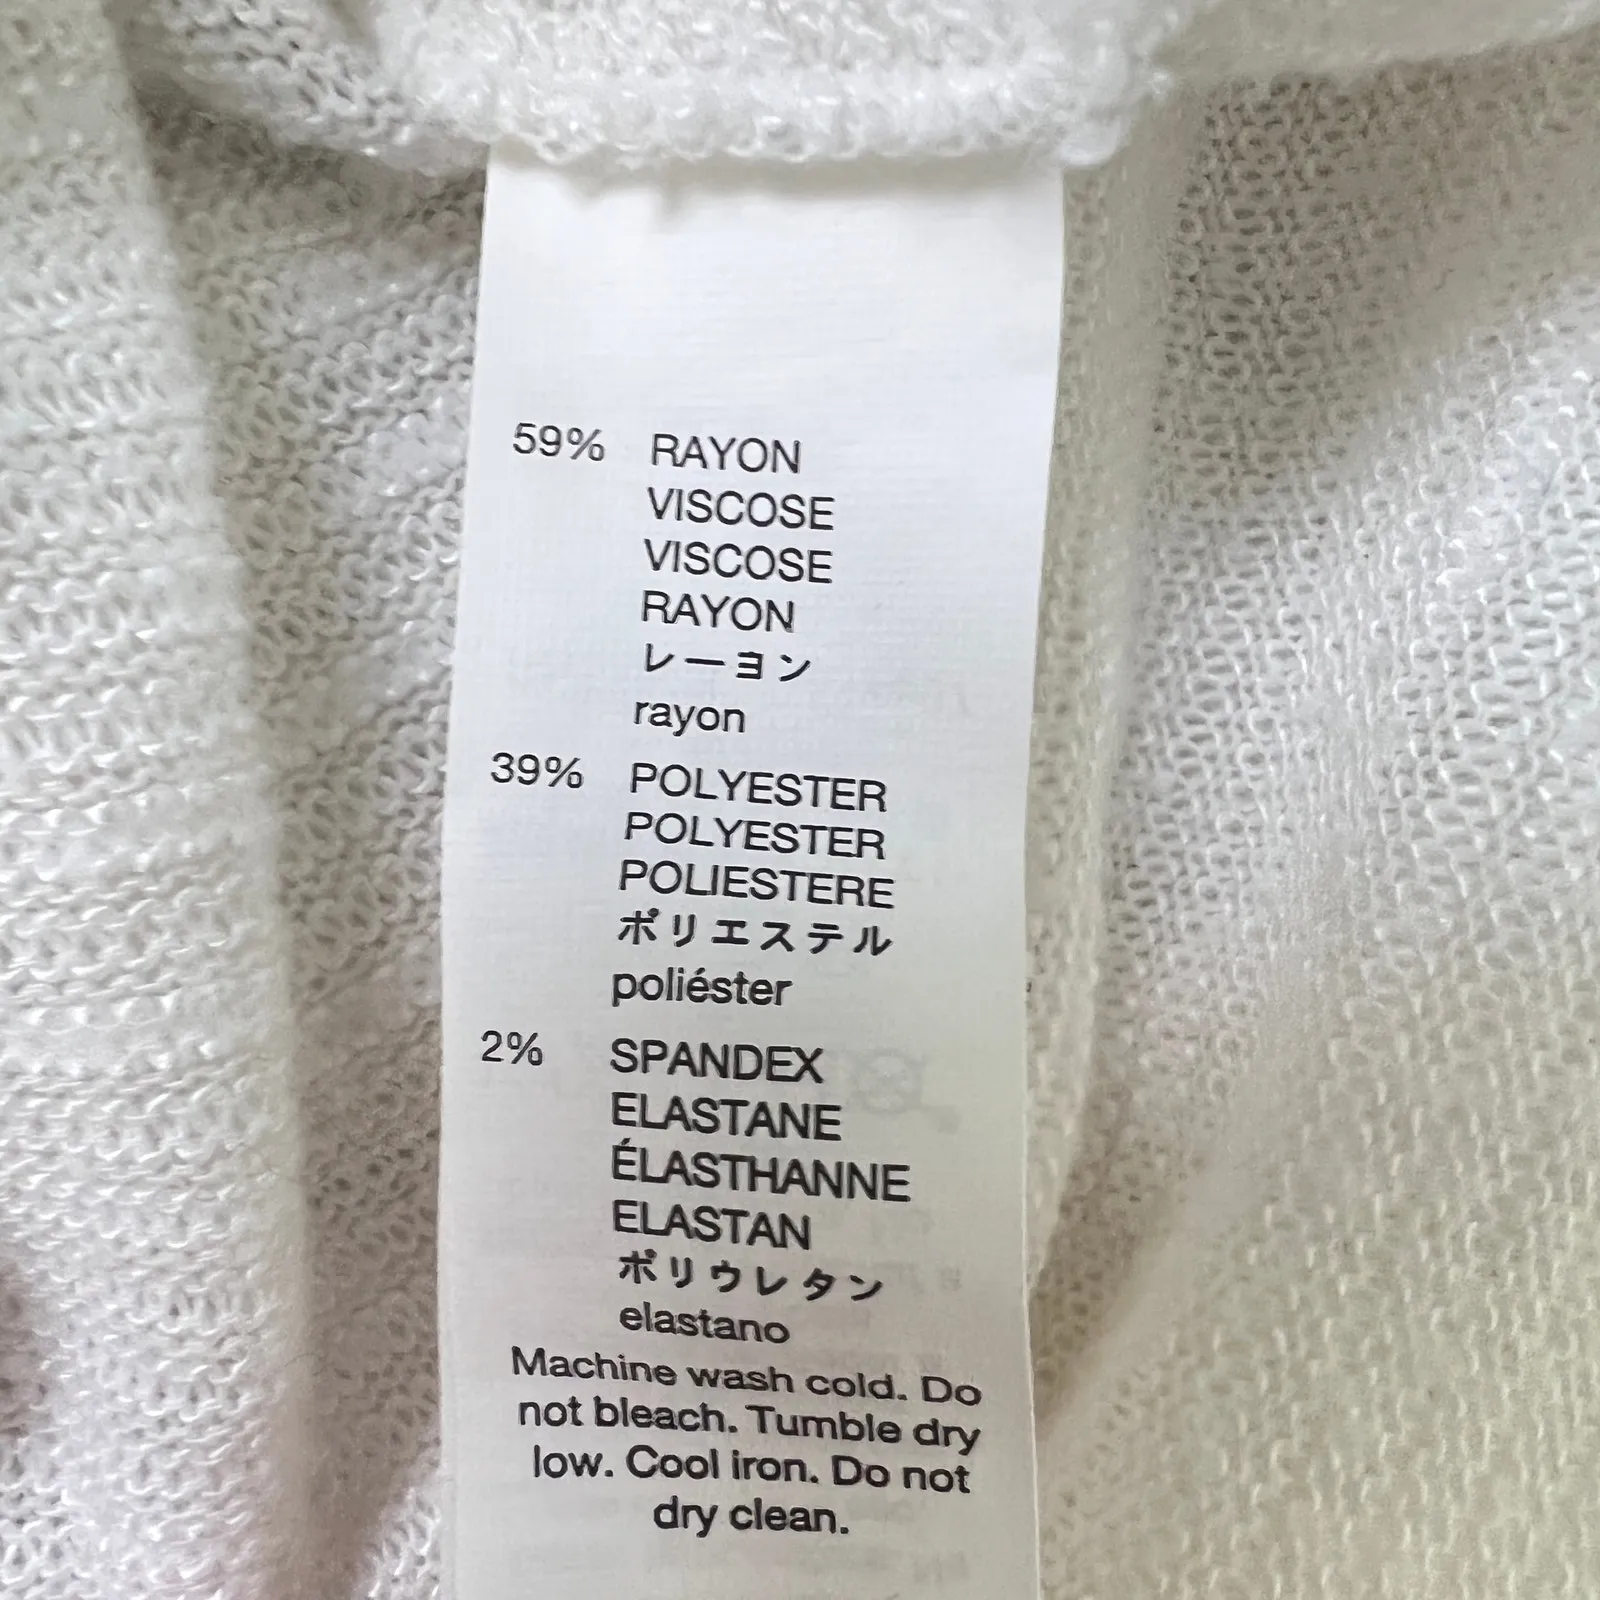 59% RAYON
VISCOSE
VISCOSE
RAYON
レーヨン
rayon
39% POLYESTER
POLYESTER
POLIESTERE
ポリエステル
poliéster
2% SPANDEX
ELASTANE
ÉLASTHANNE
ELASTAN
ポリウレタン
elastano
Machine wash cold. Do
not bleach. Tumble dry
low. Cool iron. Do not
dry clean.